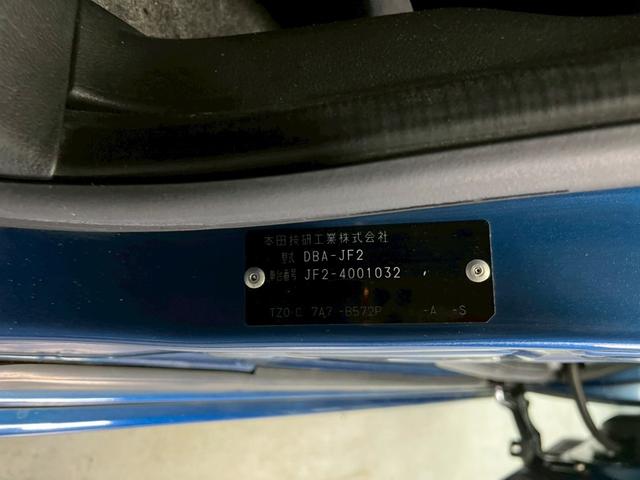 本田技研工業株式会社
型式 DBA-JF2
車台番号 JF2-4001032
TZ0 C 7A7 -B572P -A -S